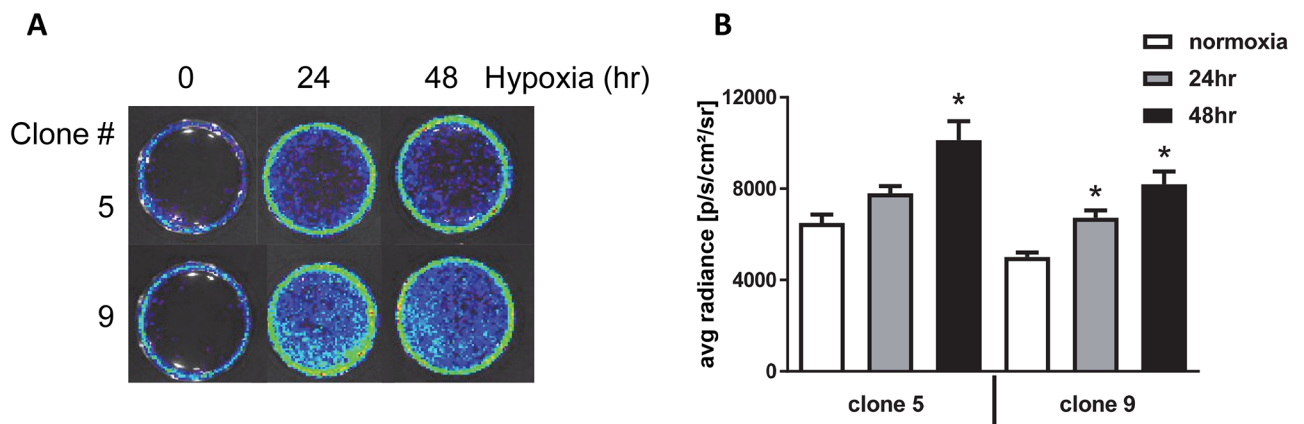 A
0 24 48 Hypoxia (hr)
Clone #
5
9
B
normoxia
24hr
48hr
avg radiance [p/s/cm²/sr]
12000
8000
4000
0
*
*
*
clone 5
clone 9